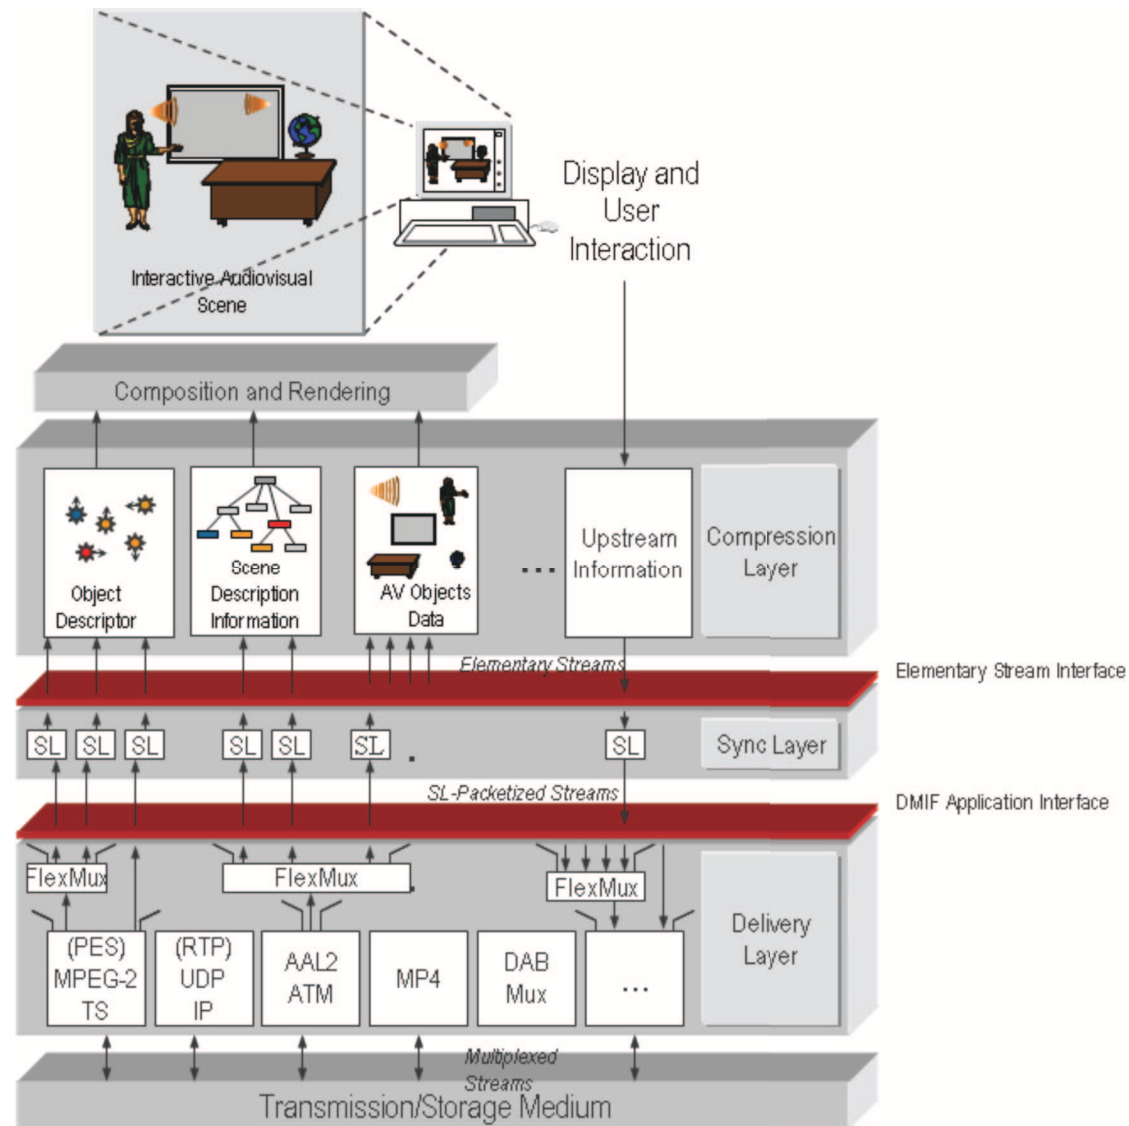 Display and
User
Interaction
Interactive Audiovisual
Scene
Composition and Rendering
Object
Descriptor
Scene
Description
Information
AV Objects
Data
...
Upstream
Information
Compression
Layer
Elementary Streams
Elementary Stream Interface
SL
SL
SL
SL
SL
SL
.
SL
Sync Layer
SL-Packetized Streams
DMIF Application Interface
FlexMux
FlexMux
.
FlexMux
Delivery
Layer
(PES)
MPEG-2
TS
(RTP)
UDP
IP
AAL2
ATM
MP4
DAB
Mux
...
Multiplexed
Streams
Transmission/Storage Medium